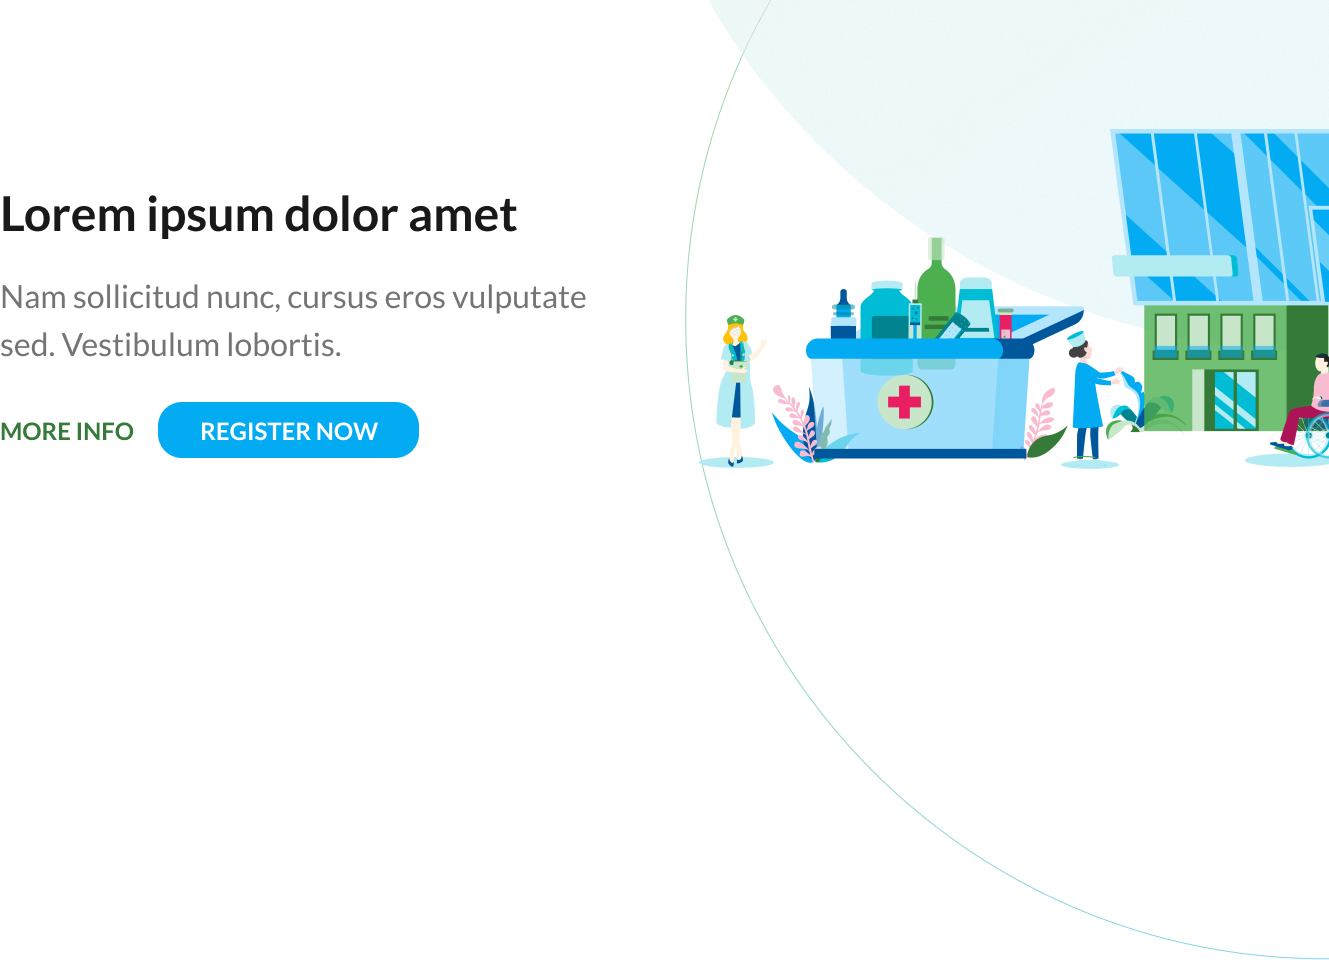 Lorem ipsum dolor amet
Nam sollicitud nunc, cursus eros vulputate
sed. Vestibulum lobortis.
MORE INFO
REGISTER NOW